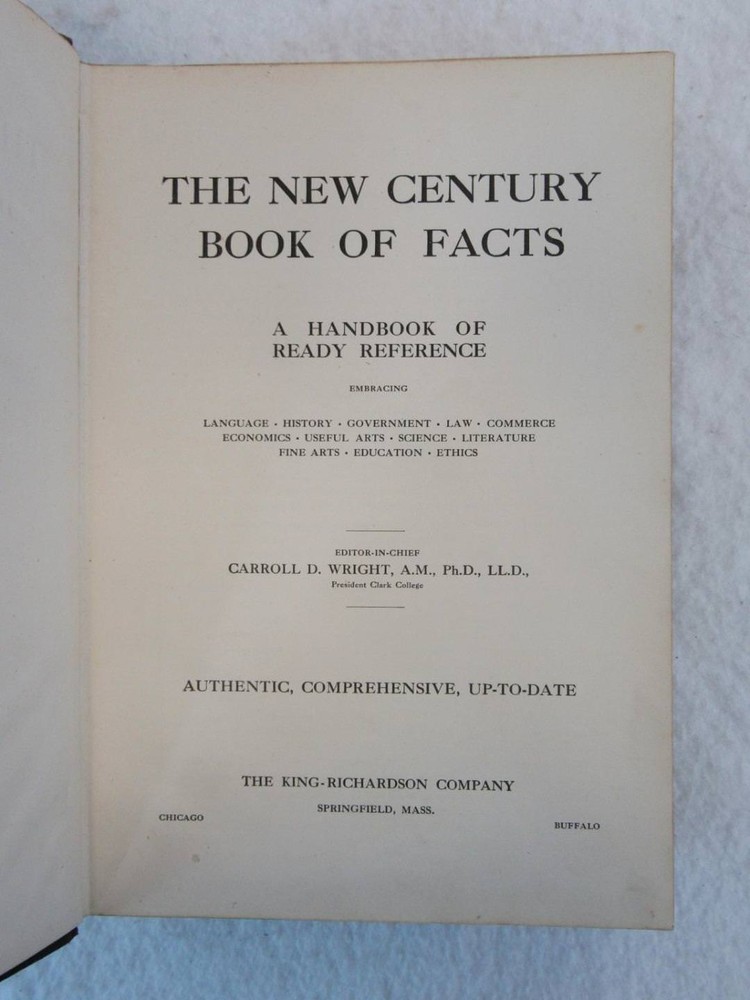 THE NEW CENTURY
BOOK OF FACTS
A HANDBOOK OF
READY REFERENCE
EMBRACING
LANGUAGE · HISTORY · GOVERNMENT · LAW · COMMERCE
ECONOMICS · USEFUL ARTS · SCIENCE · LITERATURE
FINE ARTS · EDUCATION · ETHICS
EDITOR-IN-CHIEF
CARROLL D. WRIGHT, A.M., Ph.D., LL.D.,
President Clark College
AUTHENTIC, COMPREHENSIVE, UP-TO-DATE
THE KING-RICHARDSON COMPANY
SPRINGFIELD, MASS.
CHICAGO
BUFFALO